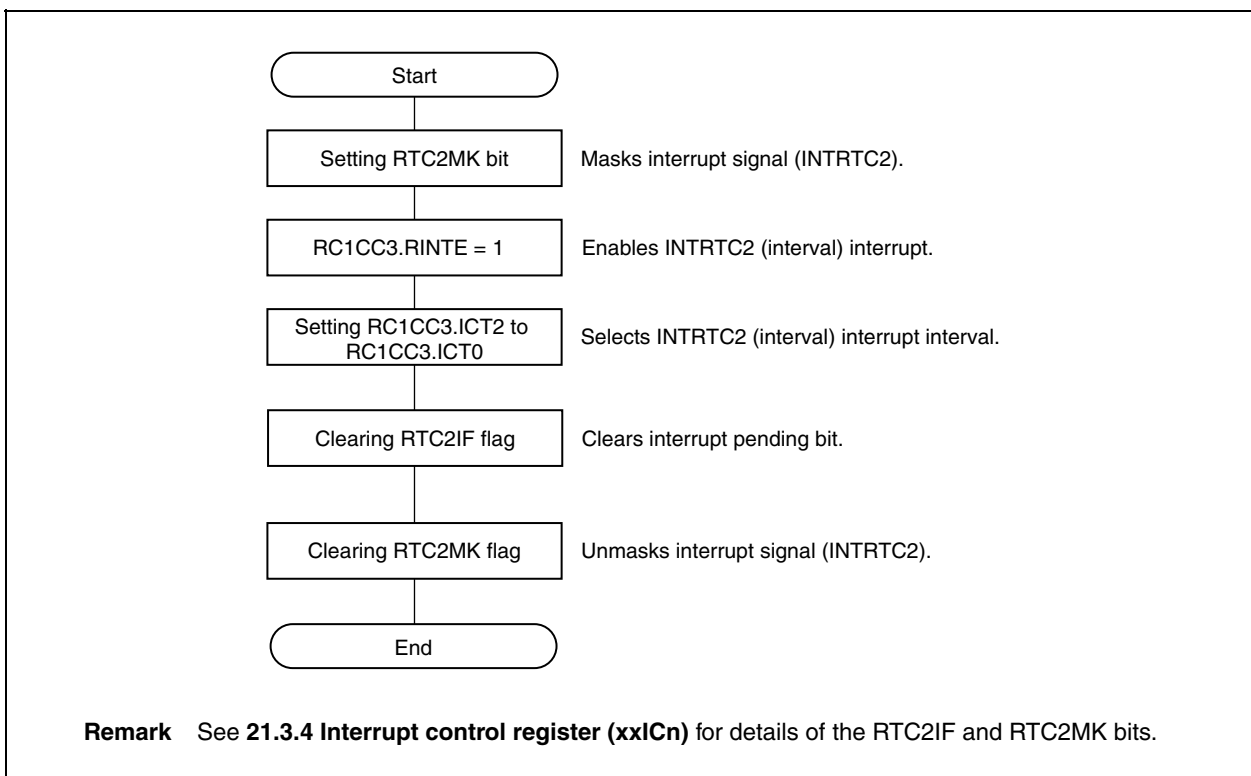 Start
Setting RTC2MK bit
Masks interrupt signal (INTRTC2).
RC1CC3.RINTE = 1
Enables INTRTC2 (interval) interrupt.
Setting RC1CC3.ICT2 to
RC1CC3.ICT0
Selects INTRTC2 (interval) interrupt interval.
Clearing RTC2IF flag
Clears interrupt pending bit.
Clearing RTC2MK flag
Unmasks interrupt signal (INTRTC2).
End
Remark See 21.3.4 Interrupt control register (xxICn) for details of the RTC2IF and RTC2MK bits.